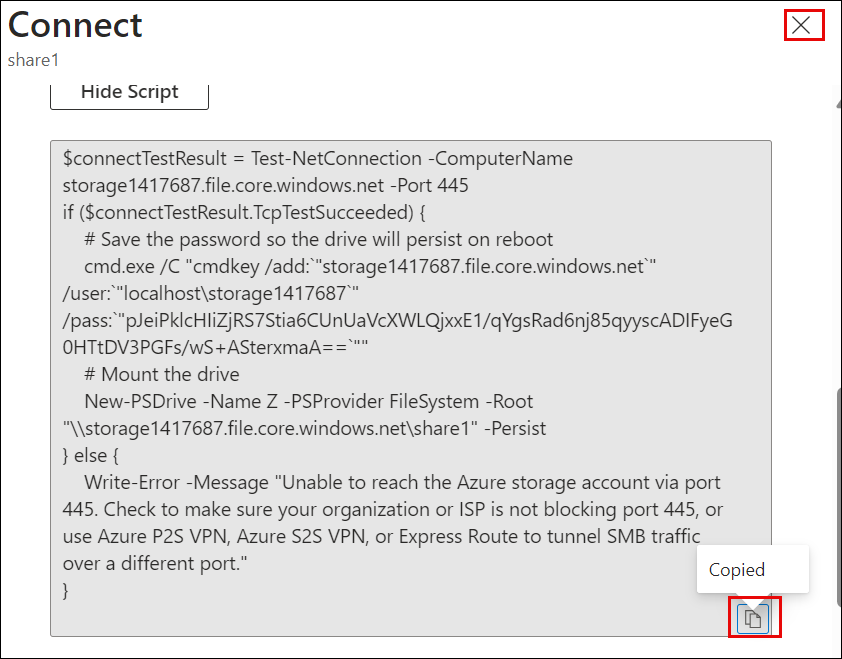 Connect
share1
Hide Script
$connectTestResult = Test-NetConnection -ComputerName
storage1417687.file.core.windows.net -Port 445
if ($connectTestResult.TcpTestSucceeded) {
    # Save the password so the drive will persist on reboot
    cmd.exe /C "cmdkey /add:`"storage1417687.file.core.windows.net`"
/user:`"localhost\storage1417687`"
/pass:`"pJeiPklcHIiZjRS7Stia6CUnUaVcXWLQjxxE1/qYgsRad6nj85qyyscADIFyeG
0HTtDV3PGFs/wS+ASterxmaA==`""
    # Mount the drive
    New-PSDrive -Name Z -PSProvider FileSystem -Root
"\\storage1417687.file.core.windows.net\share1" -Persist
} else {
    Write-Error -Message "Unable to reach the Azure storage account via port
445. Check to make sure your organization or ISP is not blocking port 445, or
use Azure P2S VPN, Azure S2S VPN, or Express Route to tunnel SMB traffic
over a different port."
}
Copied